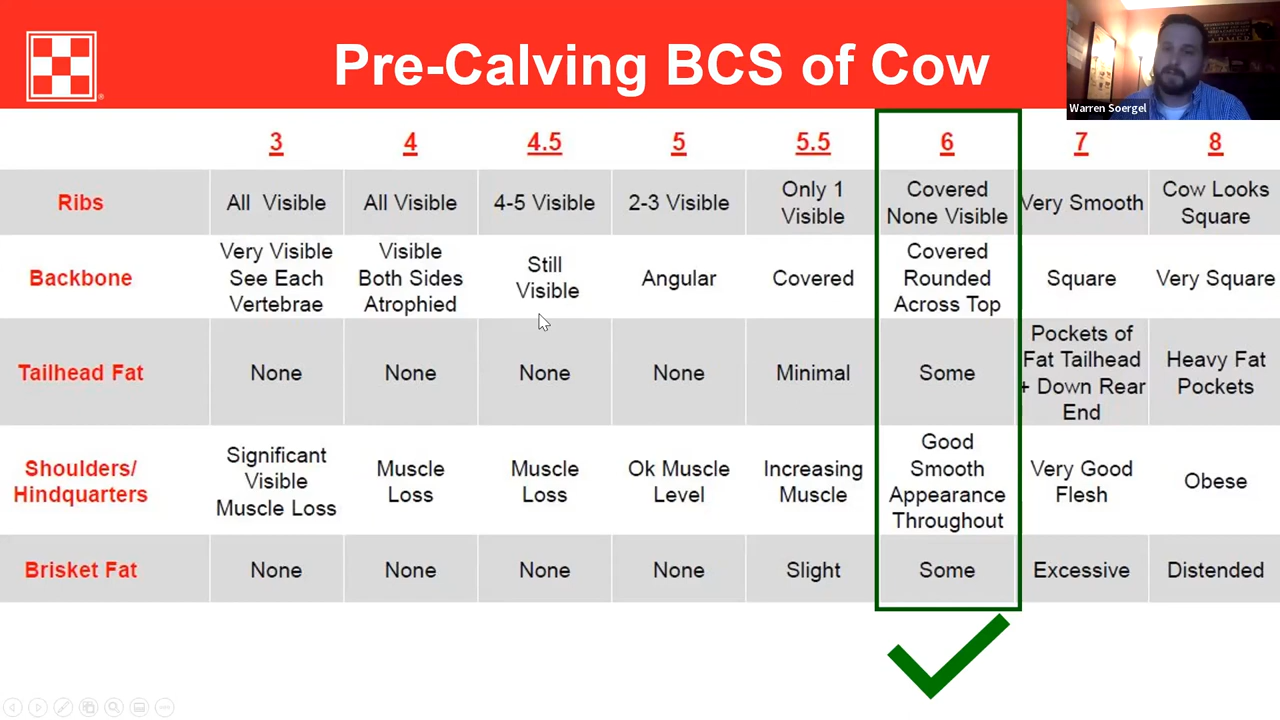 Pre-Calving BCS of Cow
Warren Soergel
3 4 4.5 5 5.5 6 7 8
Ribs
All Visible
All Visible
4-5 Visible
2-3 Visible
Only 1
Visible
Covered
None Visible
Very Smooth
Cow Looks
Square
Backbone
Very Visible
See Each
Vertebrae
Visible
Both Sides
Atrophied
Still
Visible
Angular
Covered
Covered
Rounded
Across Top
Square
Very Square
Tailhead Fat
None
None
None
None
Minimal
Some
Pockets of
Fat Tailhead
+ Down Rear
End
Heavy Fat
Pockets
Shoulders/
Hindquarters
Significant
Visible
Muscle Loss
Muscle
Loss
Muscle
Loss
Ok Muscle
Level
Increasing
Muscle
Good
Smooth
Appearance
Throughout
Very Good
Flesh
Obese
Brisket Fat
None
None
None
None
Slight
Some
Excessive
Distended